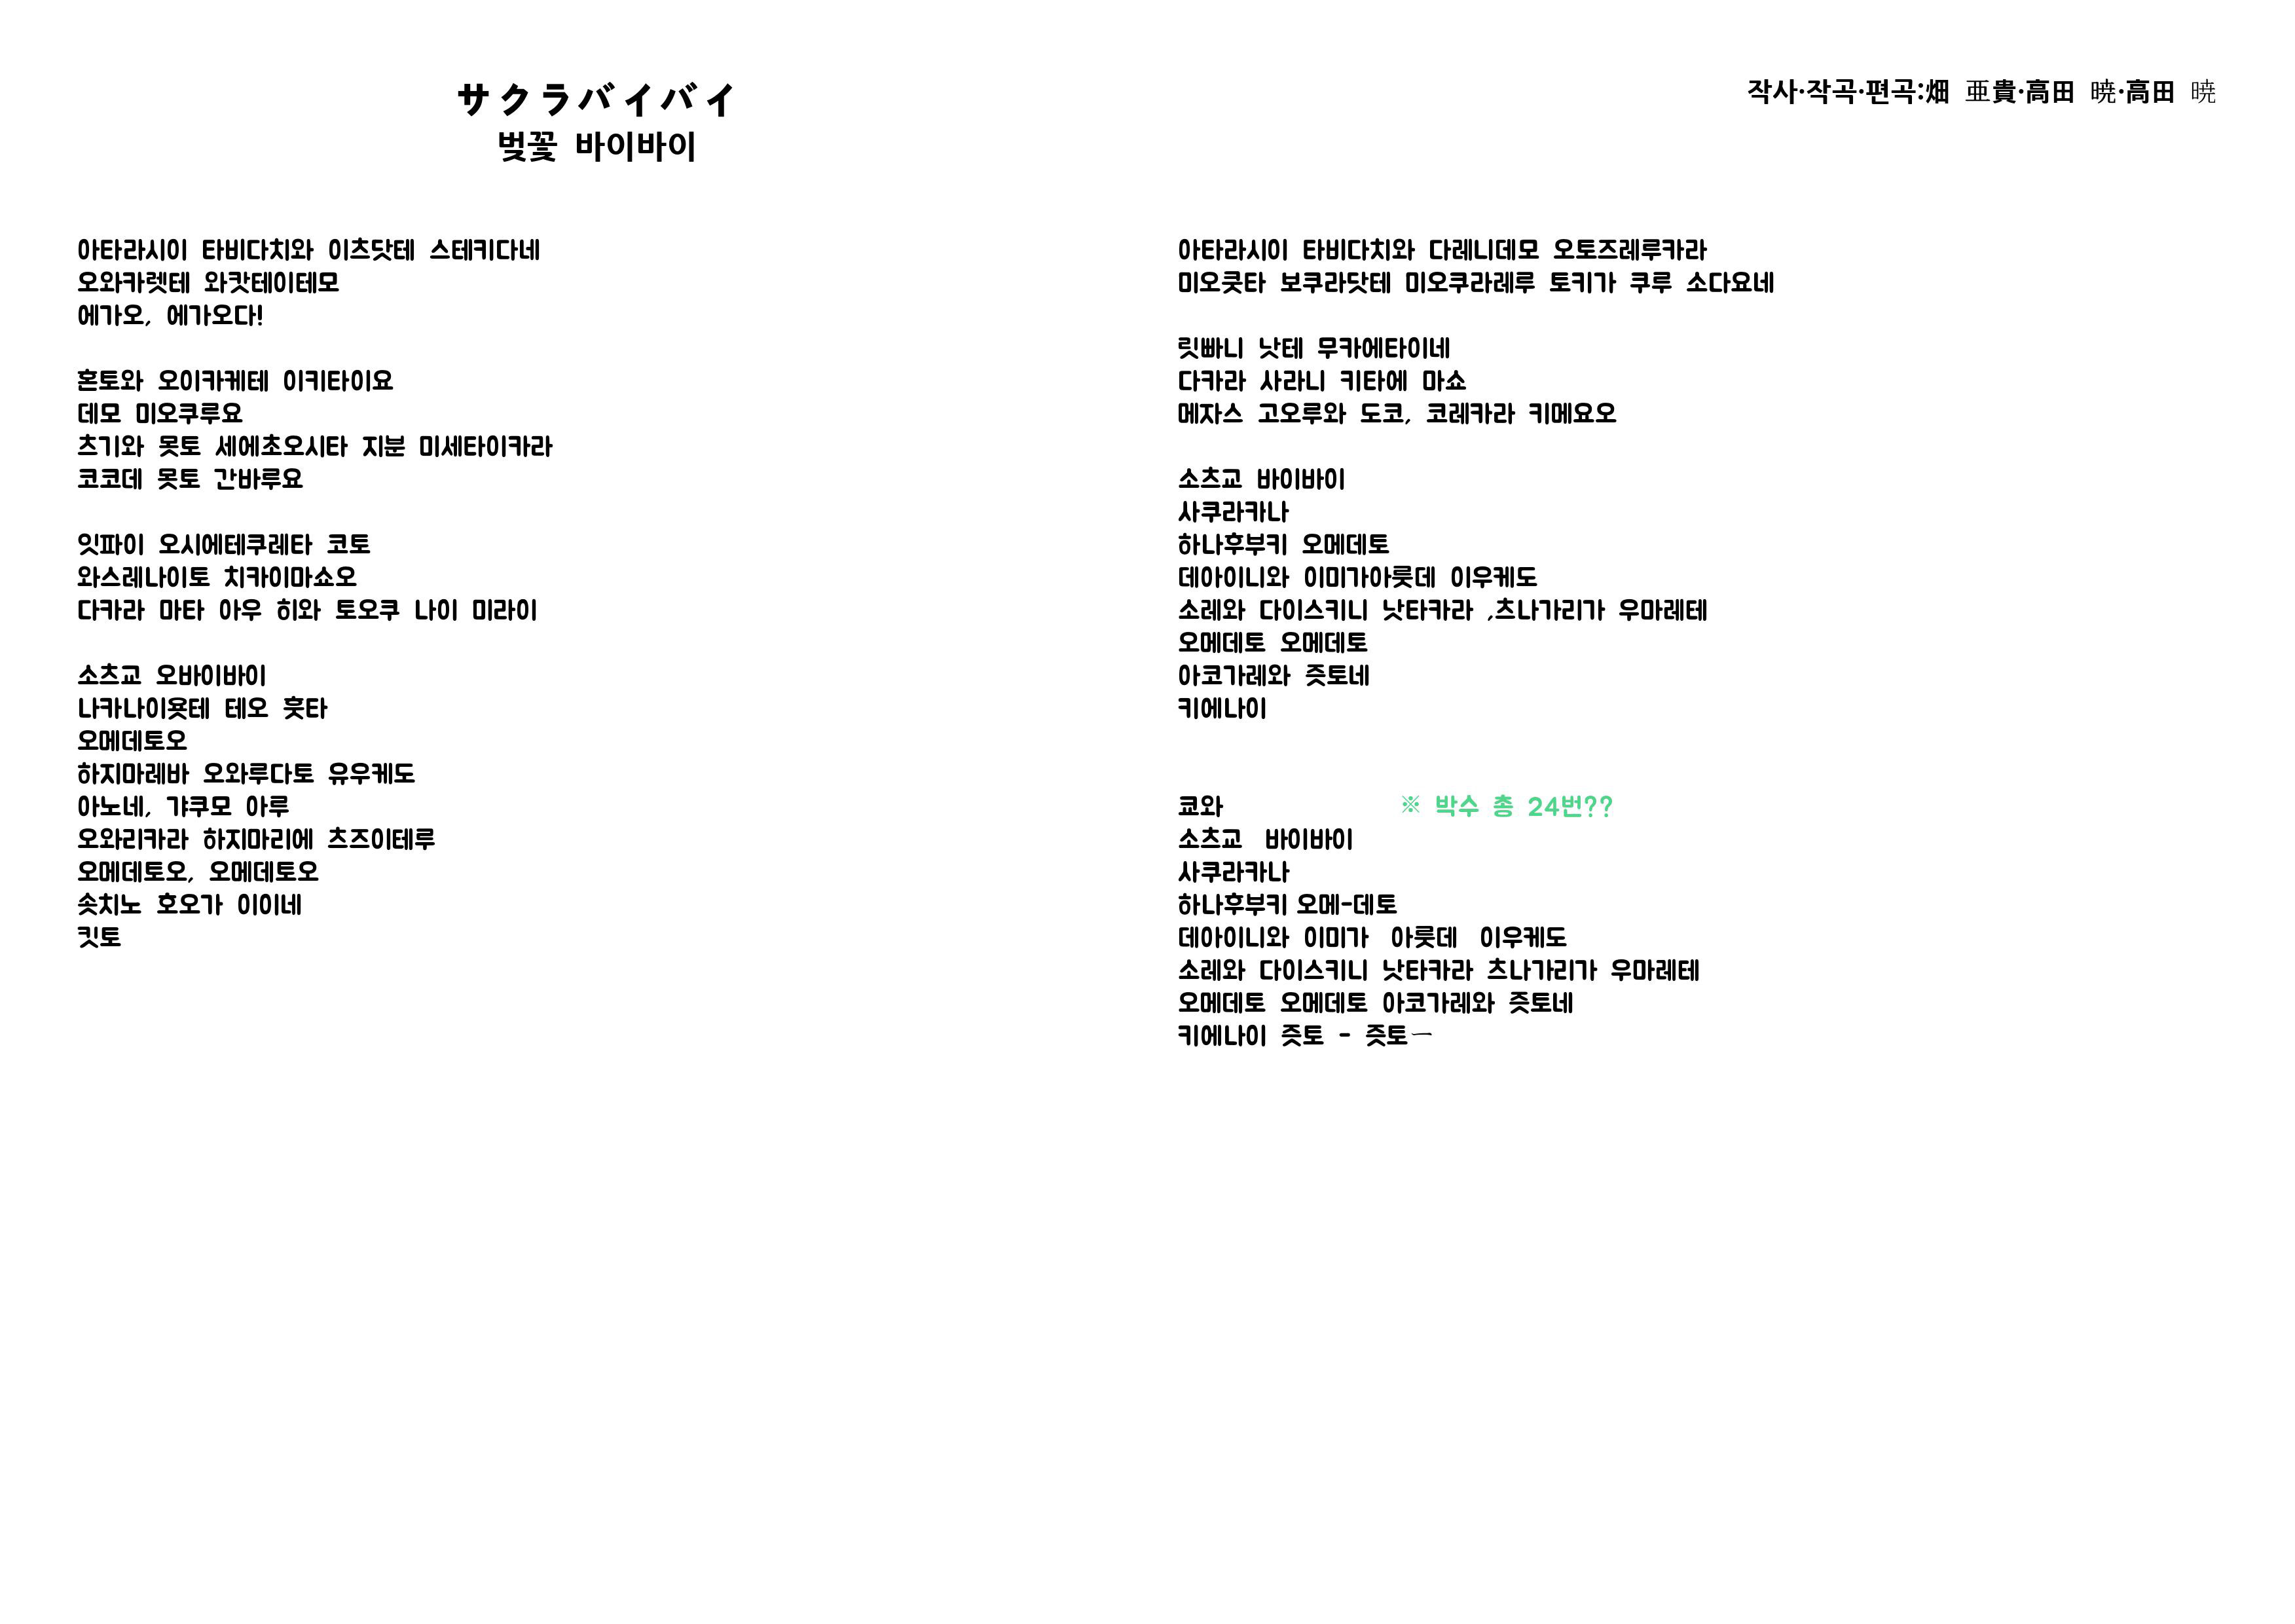 サクラバイバイ
벚꽃 바이바이
작사·작곡·편곡:畑 亜貴·高田 暁·高田 暁
아타라시이 타비다치와 이츠닷테 스테키다네
오와카렛테 와캇테이테모
에가오, 에가오다!
혼토와 오이카케테 이키타이요
데모 미오쿠루요
츠기와 못토 세에초오시타 지분 미세타이카라
코코데 못토 간바루요
잇파이 오시에테쿠레타 코토
와스레나이토 치카이마쇼오
다카라 마타 아우 히와 토오쿠 나이 미라이
소츠교 오바이바이
나카나이욧테 테오 훗타
오메데토오
하지마레바 오와루다토 유우케도
아노네, 갸쿠모 아루
오와리카라 하지마리에 츠즈이테루
오메데토오, 오메데토오
솟치노 호오가 이이네
킷토
아타라시이 타비다치와 다레니데모 오토즈레루카라
미오쿳타 보쿠라닷테 미오쿠라레루 토키가 쿠루 소다요네
릿빠니 낫테 무카에타이네
다카라 사라니 키타에 마쇼
메자스 고오루와 도코, 코레카라 키메요오
소츠교 바이바이
사쿠라카나
하나후부키 오메데토
데아이니와 이미가아룻데 이우케도
소레와 다이스키니 낫타카라 ,츠나가리가 우마레테
오메데토 오메데토
아코가레와 즛토네
키에나이
쿄와 ※ 박수 총 24번??
소츠교 바이바이
사쿠라카나
하나후부키 오메-데토
데아이니와 이미가 아룻데 이우케도
소레와 다이스키니 낫타카라 츠나가리가 우마레테
오메데토 오메데토 아코가레와 즛토네
키에나이 즛토 - 즛토ー